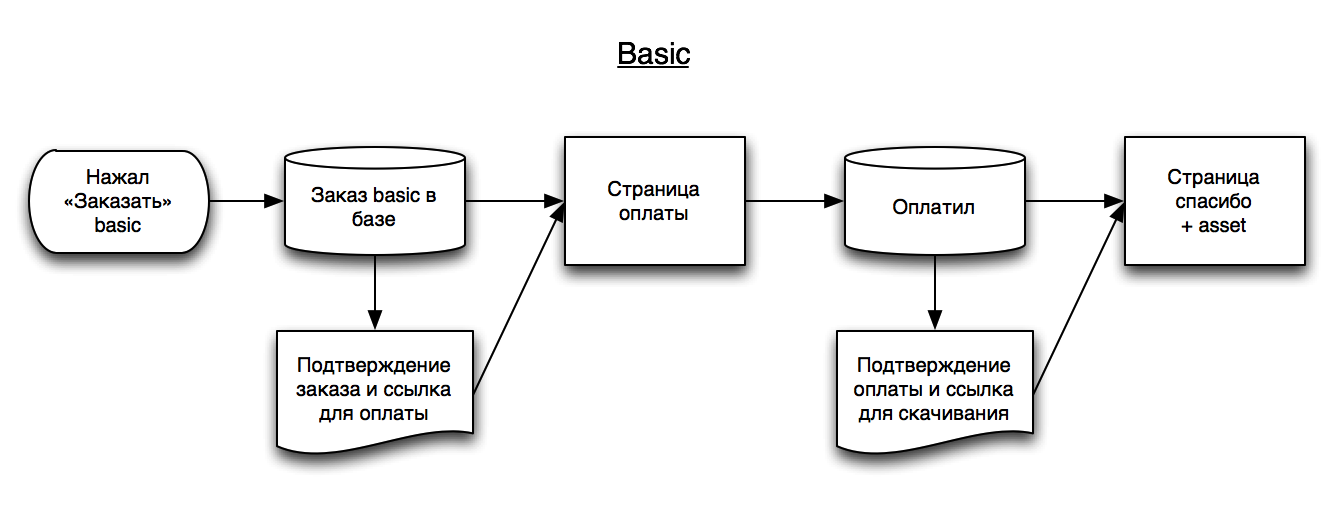 Basic
Нажал
«Заказать»
basic
Заказ basic в
базе
Страница
оплаты
Оплатил
Страница
спасибо
+ asset
Подтверждение
заказа и ссылка
для оплаты
Подтверждение
оплаты и ссылка
для скачивания